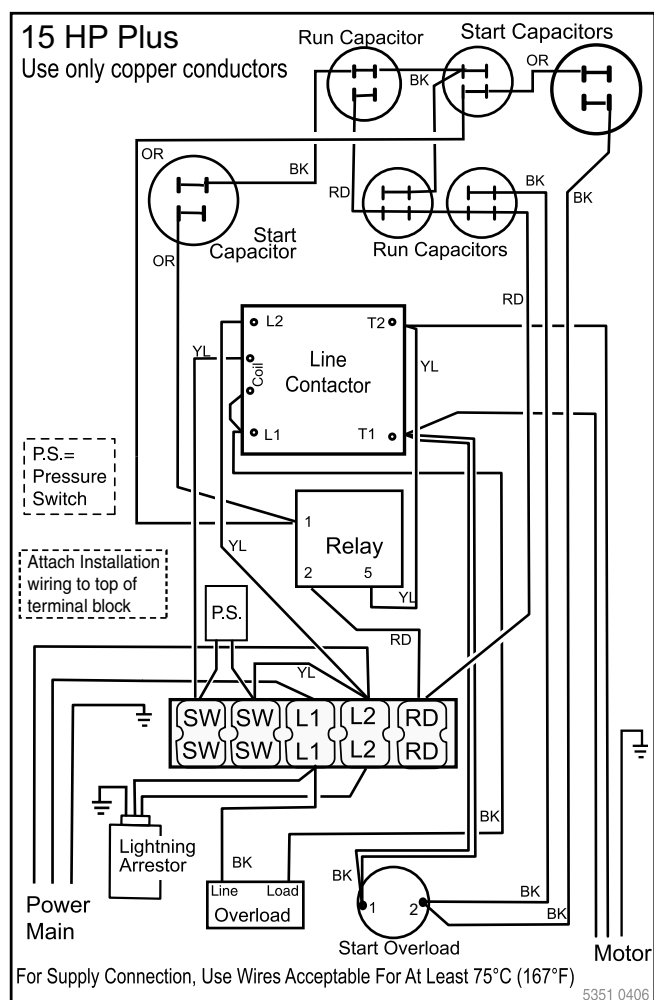 15 HP Plus
Use only copper conductors
Run Capacitor
Start Capacitors
BK
OR
OR
BK
RD
BK
BK
Run Capacitors
Start
Capacitor
OR
RD
L2
T2
YL
Coil
Line
Contactor
YL
L1
T1
P.S.=
Pressure
Switch
1
Relay
2
5
YL
YL
Attach Installation
wiring to top of
terminal block
P.S.
RD
YL
SW
SW
L1
L2
RD
SW
SW
L1
L2
RD
BK
Lightning
Arrestor
BK
BK
Line
Load
Overload
1
2
BK
BK
Power
Main
Start Overload
Motor
For Supply Connection, Use Wires Acceptable For At Least 75°C (167°F)
5351 0406